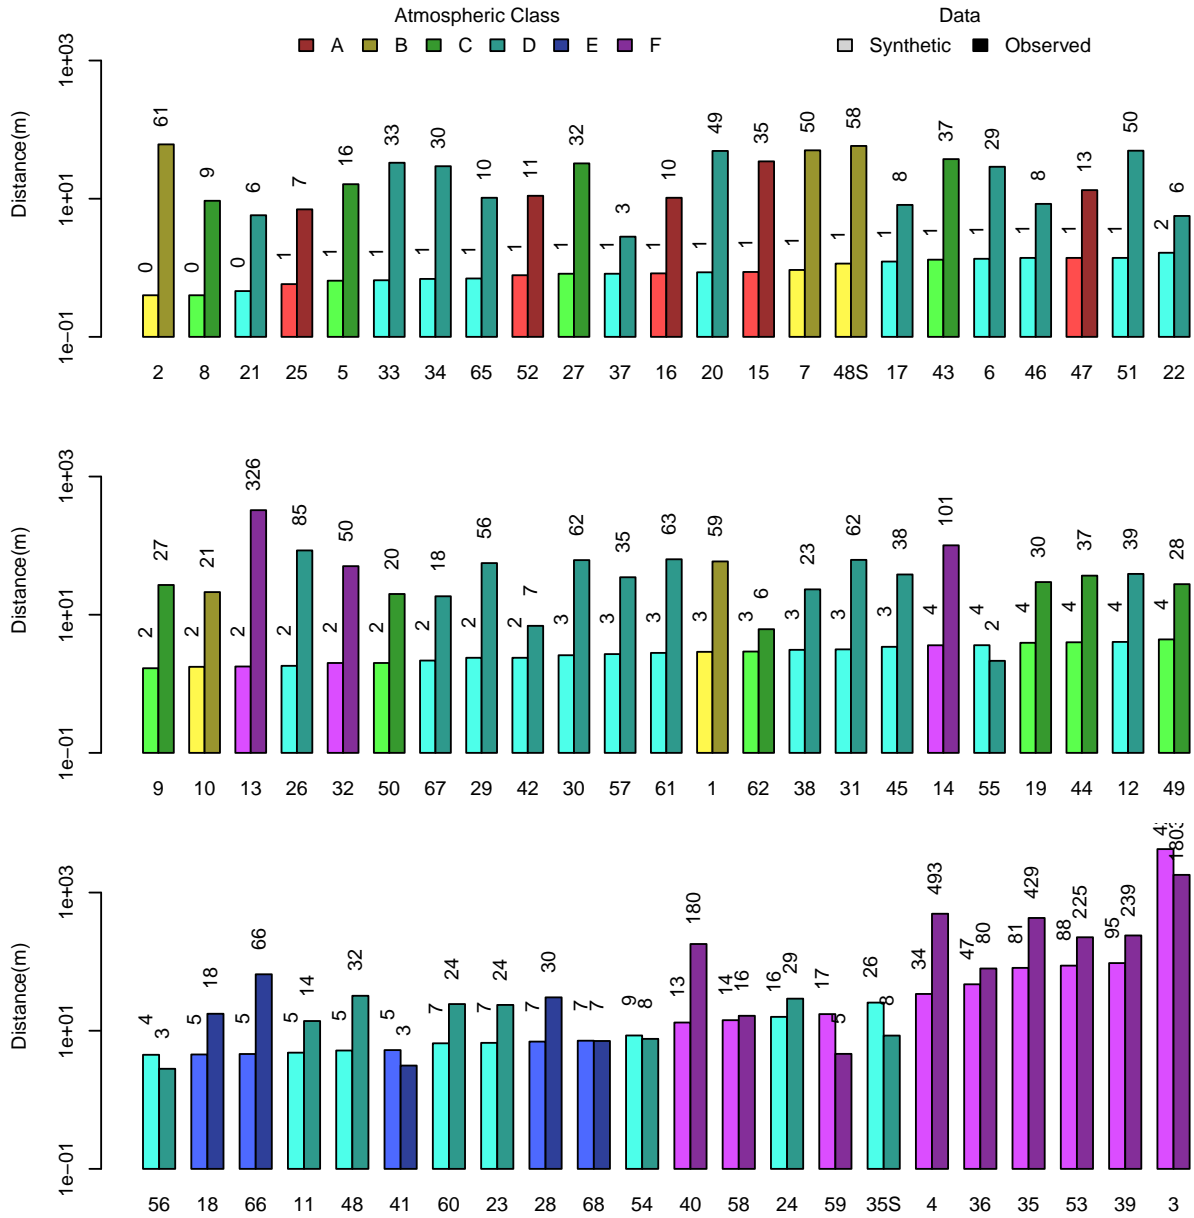 Atmospheric Class Data
A B C D E F Synthetic Observed
Distance(m)
1e+03
1e+01
1e−01
0 61 0 9 0 6 1 7 1 16 1 33 1 30 1 10 1 11 1 32 1 3 1 10 1 49 1 35 1 50 1 58 1 8 1 37 1 29 1 8 1 13 1 50 2 6
2 8 21 25 5 33 34 65 52 27 37 16 20 15 7 48S 17 43 6 46 47 51 22
Distance(m)
1e+03
1e+01
1e−01
2 27 2 21 2 326 2 85 2 50 2 20 2 18 2 56 2 7 3 62 3 35 3 63 3 59 3 6 3 23 3 62 3 38 4 101 4 2 4 30 4 37 4 39 4 28
9 10 13 26 32 50 67 29 42 30 57 61 1 62 38 31 45 14 55 19 44 12 49
Distance(m)
1e+03
1e+01
1e−01
4 3 5 18 5 66 5 14 5 32 5 3 7 24 7 24 7 30 7 7 9 8 13 180 14 16 16 29 17 5 26 8 34 493 47 80 81 429 88 225 95 239 1803
56 18 66 11 48 41 60 23 28 68 54 40 58 24 59 35S 4 36 35 53 39 3